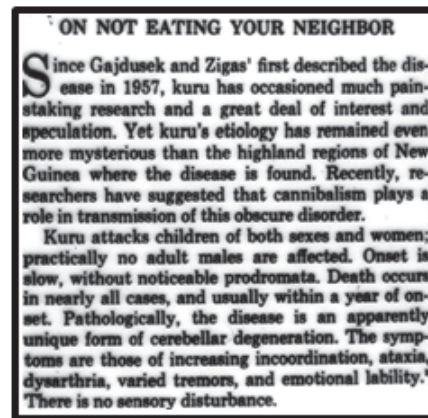 ON NOT EATING YOUR NEIGHBOR
Since Gajdusek and Zigas' first described the dis-
ease in 1957, kuru has occasioned much pain-
staking research and a great deal of interest and
speculation. Yet kuru's etiology has remained even
more mysterious than the highland regions of New
Guinea where the disease is found. Recently, re-
searchers have suggested that cannibalism plays a
role in transmission of this obscure disorder.
Kuru attacks children of both sexes and women;
practically no adult males are affected. Onset is
slow, without noticeable prodromata. Death occurs
in nearly all cases, and usually within a year of on-
set. Pathologically, the disease is an apparently
unique form of cerebellar degeneration. The symp-
toms are those of increasing incoordination, ataxia,
dysarthria, varied tremors, and emotional lability.
There is no sensory disturbance.